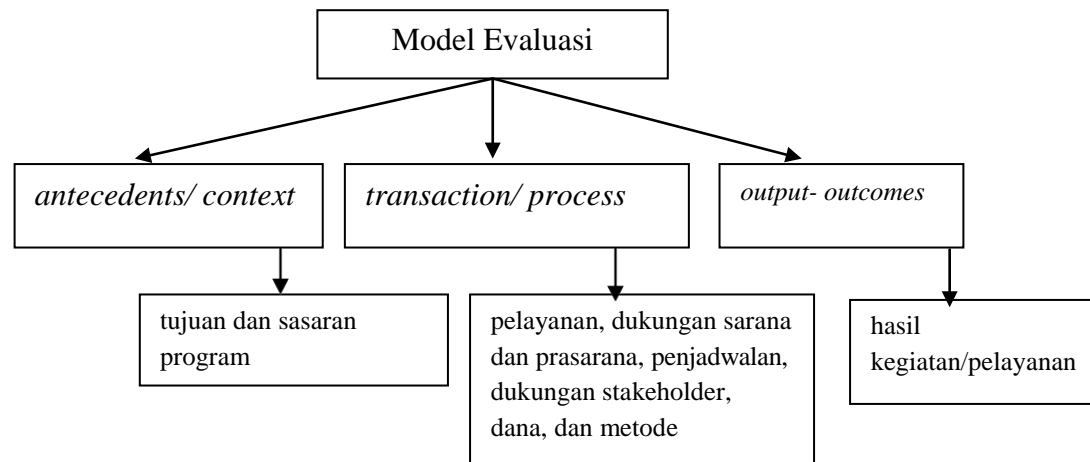 Model Evaluasi
antecedents/ context
transaction/ process
output- outcomes
tujuan dan sasaran
program
pelayanan, dukungan sarana
dan prasarana, penjadwalan,
dukungan stakeholder,
dana, dan metode
hasil
kegiatan/pelayanan